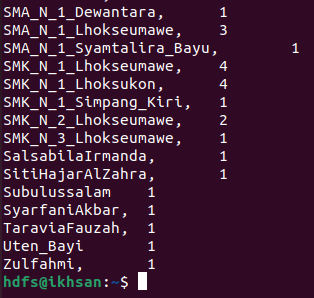 SMA_N_1_Dewantara, 1
SMA_N_1_Lhokseumawe, 3
SMA_N_1_Syamtalira_Bayu, 1
SMK_N_1_Lhokseumawe, 4
SMK_N_1_Lhoksukon, 4
SMK_N_1_Simpang_Kiri, 1
SMK_N_2_Lhokseumawe, 2
SMK_N_3_Lhokseumawe, 1
SalsabilaIrmanda, 1
SitiHajarAlZahra, 1
Subulussalam 1
SyarfaniAkbar, 1
TaraviaFauzah, 1
Uten_Bayi 1
Zulfahmi, 1
hdfs@ikhsan:~$